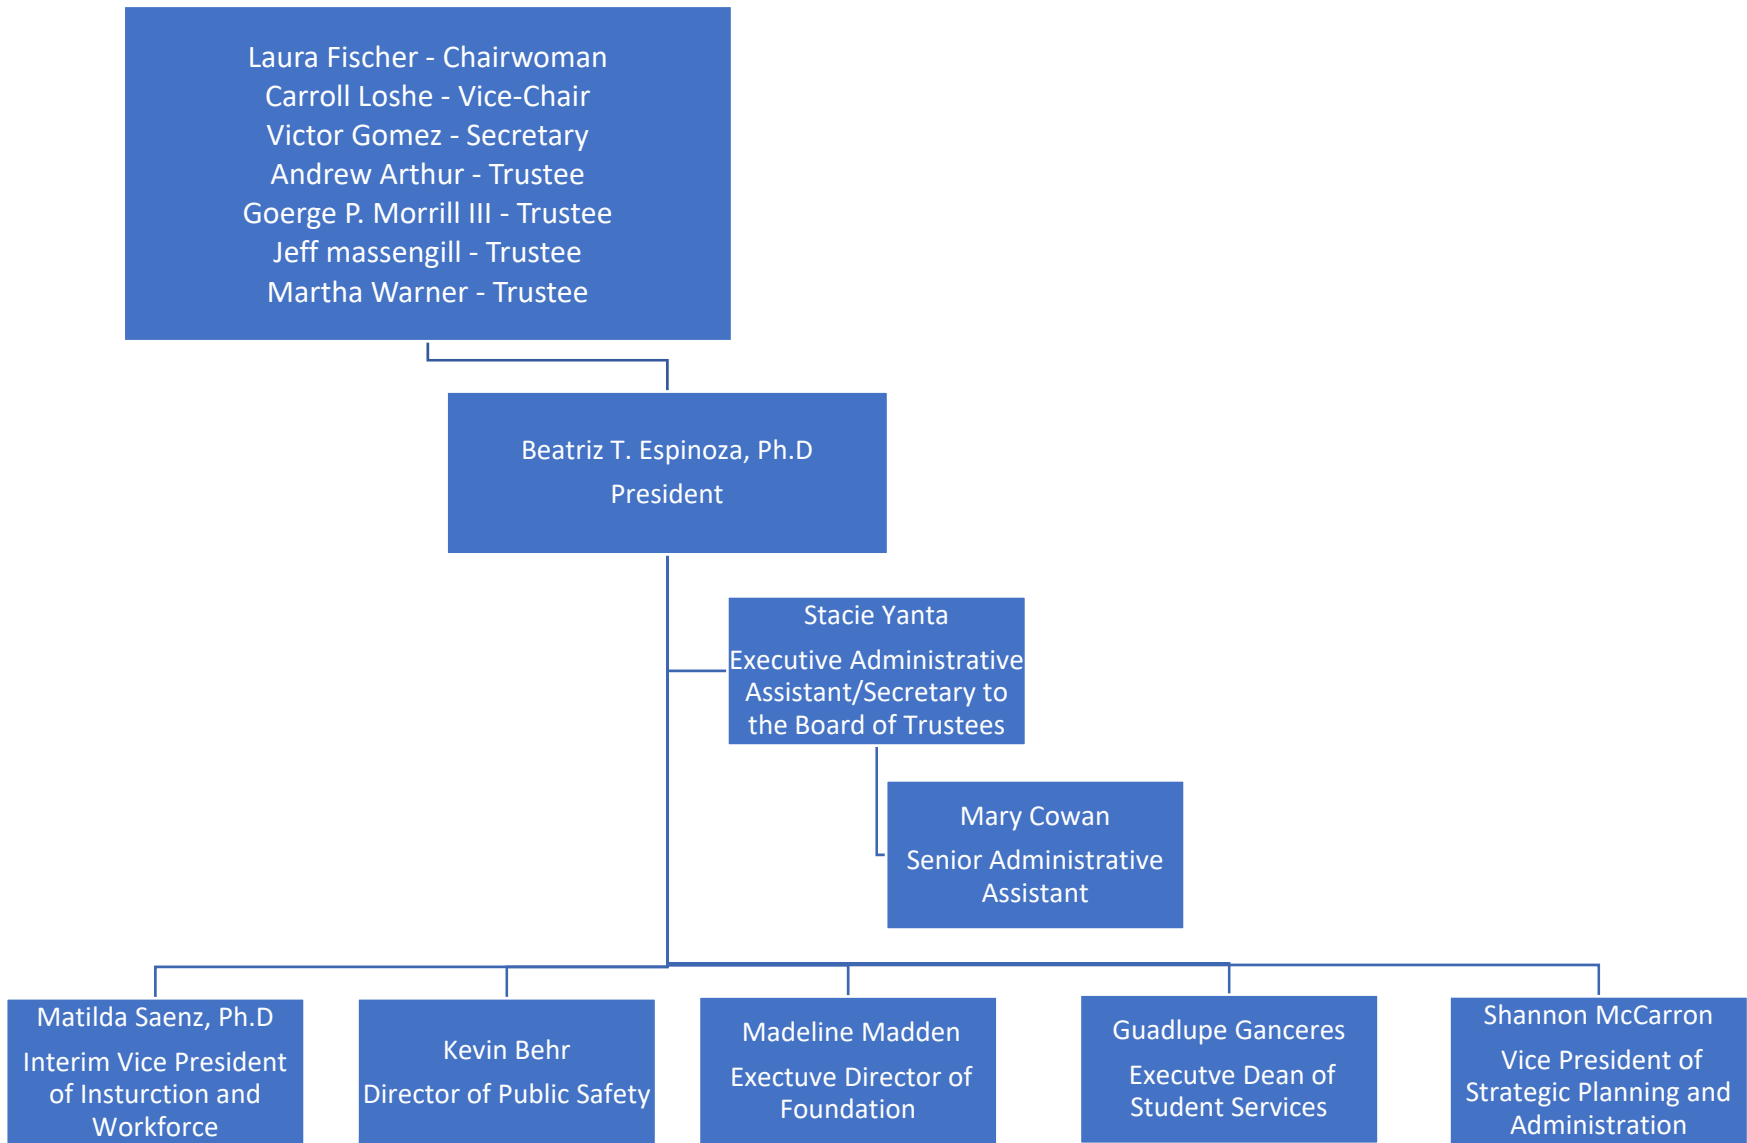 Laura Fischer - Chairwoman
Carroll Loshe - Vice-Chair
Victor Gomez - Secretary
Andrew Arthur - Trustee
Goerge P. Morrill III - Trustee
Jeff massengill - Trustee
Martha Warner - Trustee
Beatriz T. Espinoza, Ph.D
President
Stacie Yanta
Executive Administrative
Assistant/Secretary to
the Board of Trustees
Mary Cowan
Senior Administrative
Assistant
Matilda Saenz, Ph.D
Interim Vice President
of Insturction and
Workforce
Kevin Behr
Director of Public Safety
Madeline Madden
Exectuve Director of
Foundation
Guadlupe Ganceres
Executve Dean of
Student Services
Shannon McCarron
Vice President of
Strategic Planning and
Administration